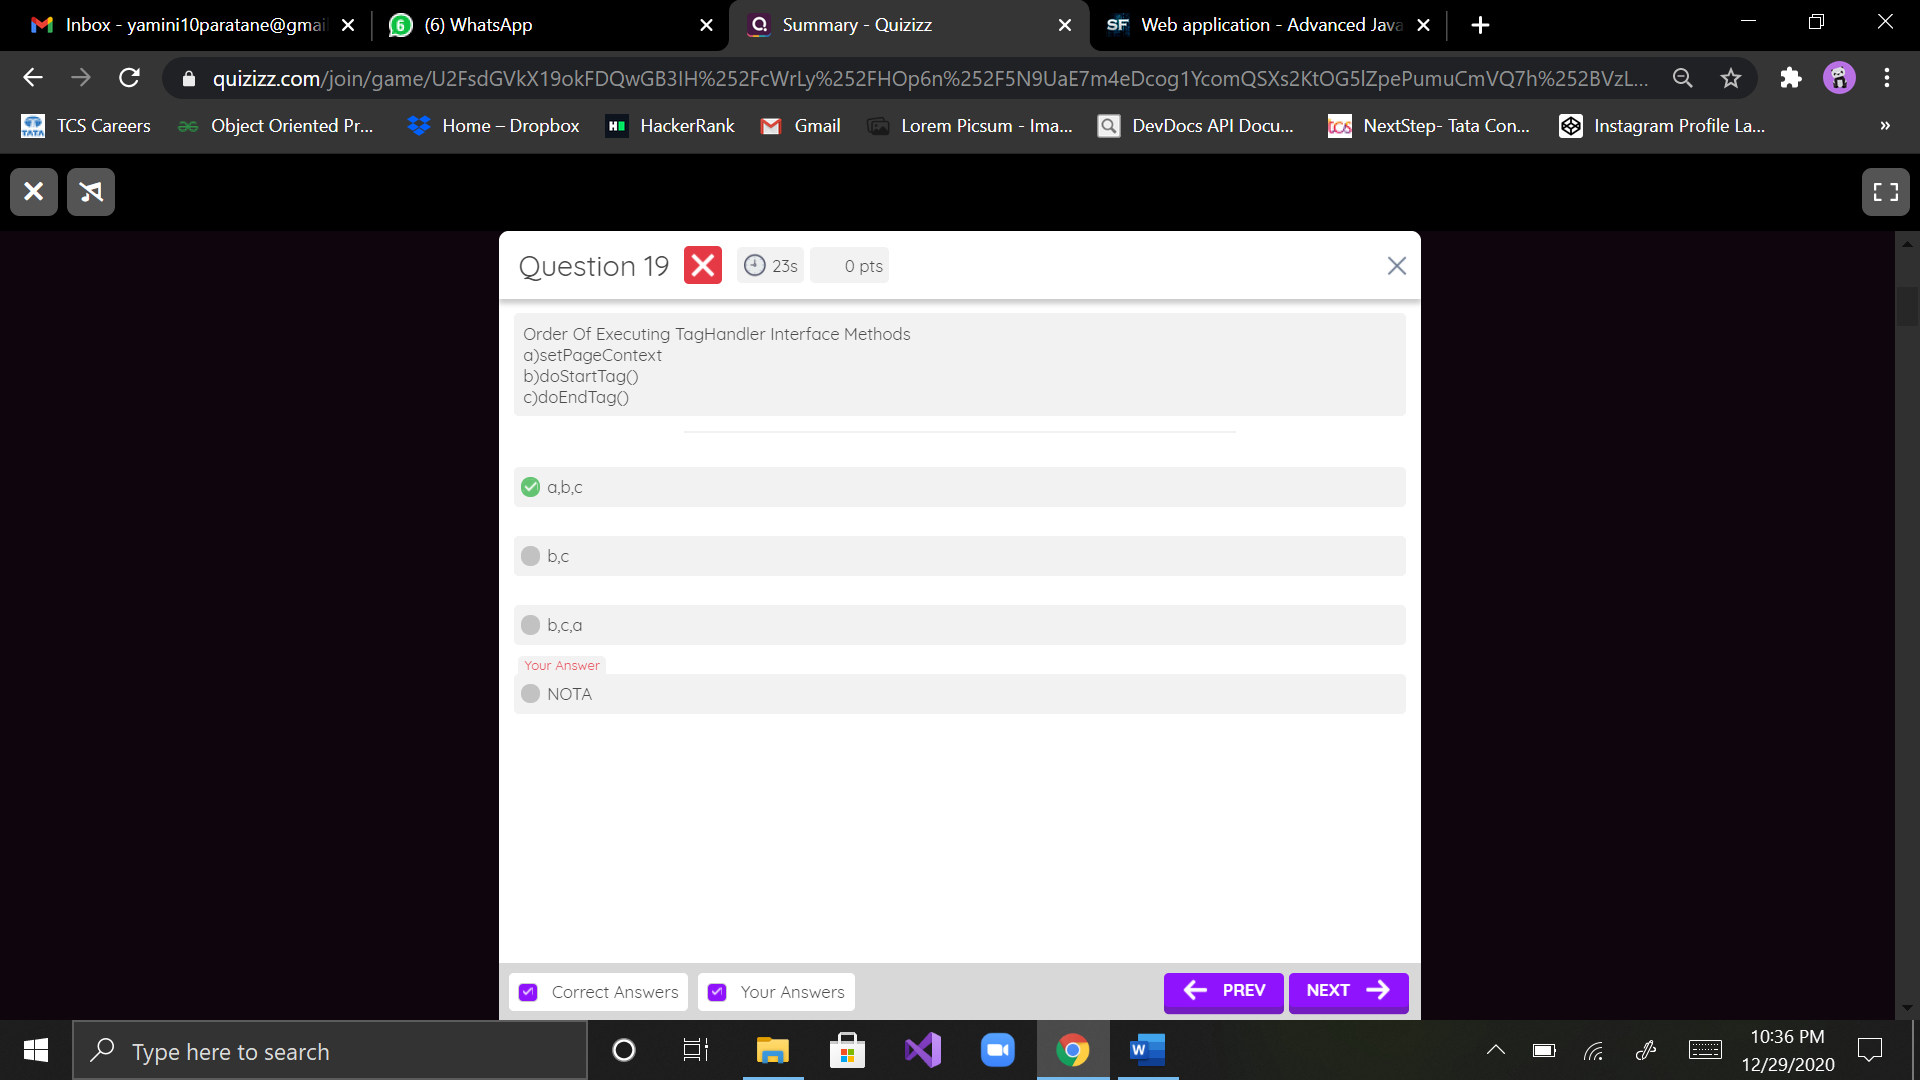 Inbox - yamini10paratane@gmai
(6) WhatsApp
Summary - Quizizz
Web application - Advanced Java
quizizz.com/join/game/U2FsdGVkX19okFDQwGB3IH%252FcWrLy%252FHOp6n%252F5N9UaE7m4eDcog1YcomQSXs2KtOG5lZpePumuCmVQ7h%252BVzL...
TCS Careers
Object Oriented Pr...
Home – Dropbox
HackerRank
Gmail
Lorem Picsum - Ima...
DevDocs API Docu...
NextStep- Tata Con...
Instagram Profile La...
»
Question 19
23s
0 pts
Order Of Executing TagHandler Interface Methods
a)setPageContext
b)doStartTag()
c)doEndTag()
a,b,c
b,c
b,c,a
Your Answer
NOTA
Correct Answers
Your Answers
PREV
NEXT
Type here to search
10:36 PM
12/29/2020